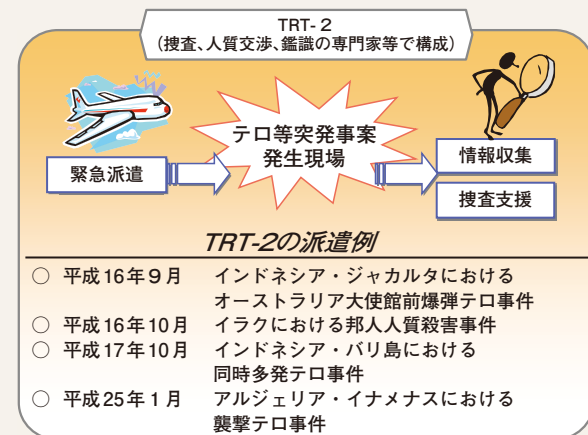 TRT-2
（捜査、人質交渉、鑑識の専門家等で構成）
緊急派遣
テロ等突発事案
発生現場
情報収集
捜査支援
TRT-2の派遣例
○ 平成16年9月 インドネシア・ジャカルタにおける
オーストラリア大使館前爆弾テロ事件
○ 平成16年10月 イラクにおける邦人人質殺害事件
○ 平成17年10月 インドネシア・バリ島における
同時多発テロ事件
○ 平成25年1月 アルジェリア・イナメナスにおける
襲撃テロ事件